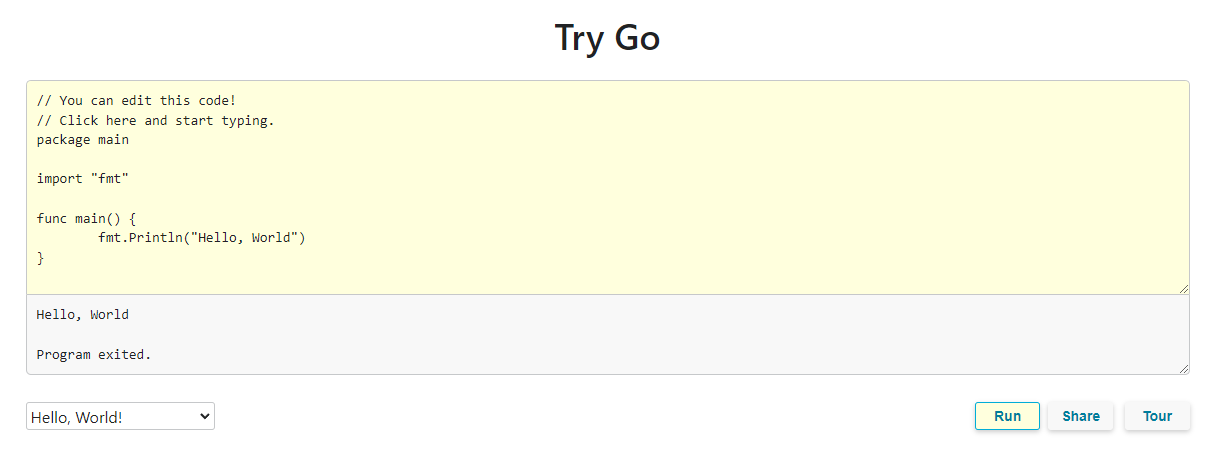 Try Go
// You can edit this code!
// Click here and start typing.
package main
import "fmt"
func main() {
        fmt.Println("Hello, World")
}
Hello, World
Program exited.
Hello, World!
Run
Share
Tour